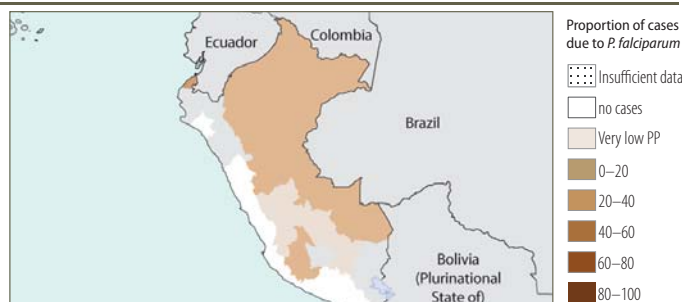 Ecuador
Colombia
Brazil
Bolivia
(Plurinational
State of)
Proportion of cases
due to P. falciparum
Insufficient data
no cases
Very low PP
0–20
20–40
40–60
60–80
80–100